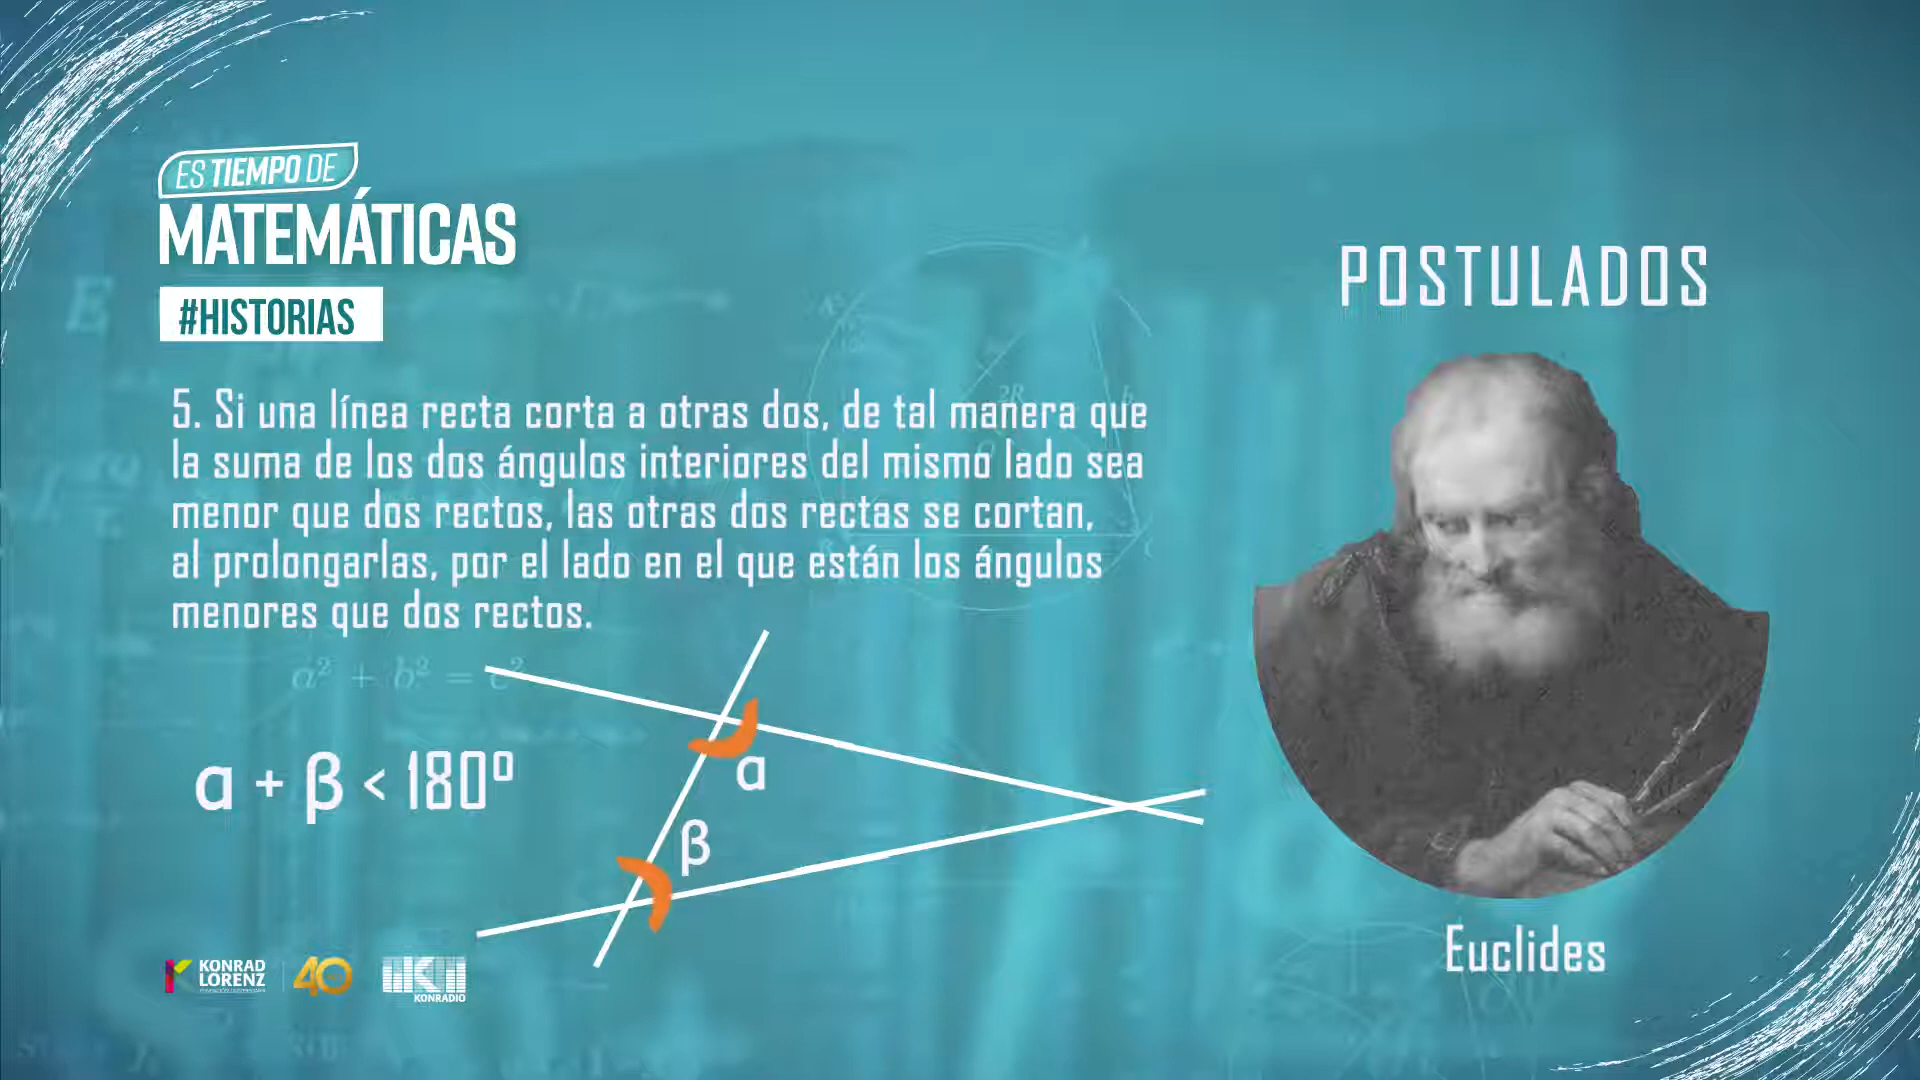 ES TIEMPO DE
MATEMÁTICAS
#HISTORIAS
POSTULADOS
5. Si una línea recta corta a otras dos, de tal manera que
la suma de los dos ángulos interiores del mismo lado sea
menor que dos rectos, las otras dos rectas se cortan,
al prolongarlas, por el lado en el que están los ángulos
menores que dos rectos.
a² + b² = c²
α + β < 180º
α
β
Euclides
KONRAD
LORENZ
40
KONRADIO